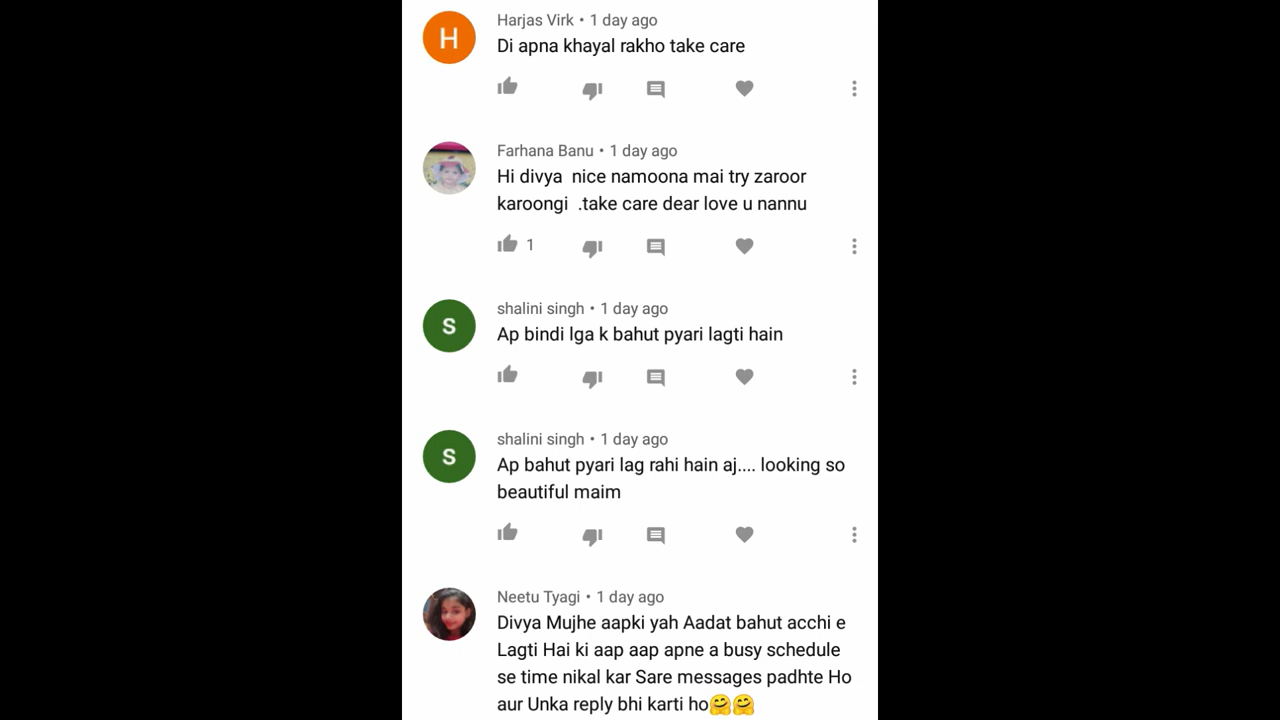 H
Harjas Virk • 1 day ago
Di apna khayal rakho take care
Farhana Banu • 1 day ago
Hi divya  nice namoona mai try zaroor
karoongi  .take care dear love u nannu
1
S
shalini singh • 1 day ago
Ap bindi lga k bahut pyari lagti hain
S
shalini singh • 1 day ago
Ap bahut pyari lag rahi hain aj.... looking so
beautiful maim
Neetu Tyagi • 1 day ago
Divya Mujhe aapki yah Aadat bahut acchi e
Lagti Hai ki aap aap apne a busy schedule
se time nikal kar Sare messages padhte Ho
aur Unka reply bhi karti ho🤗🤗